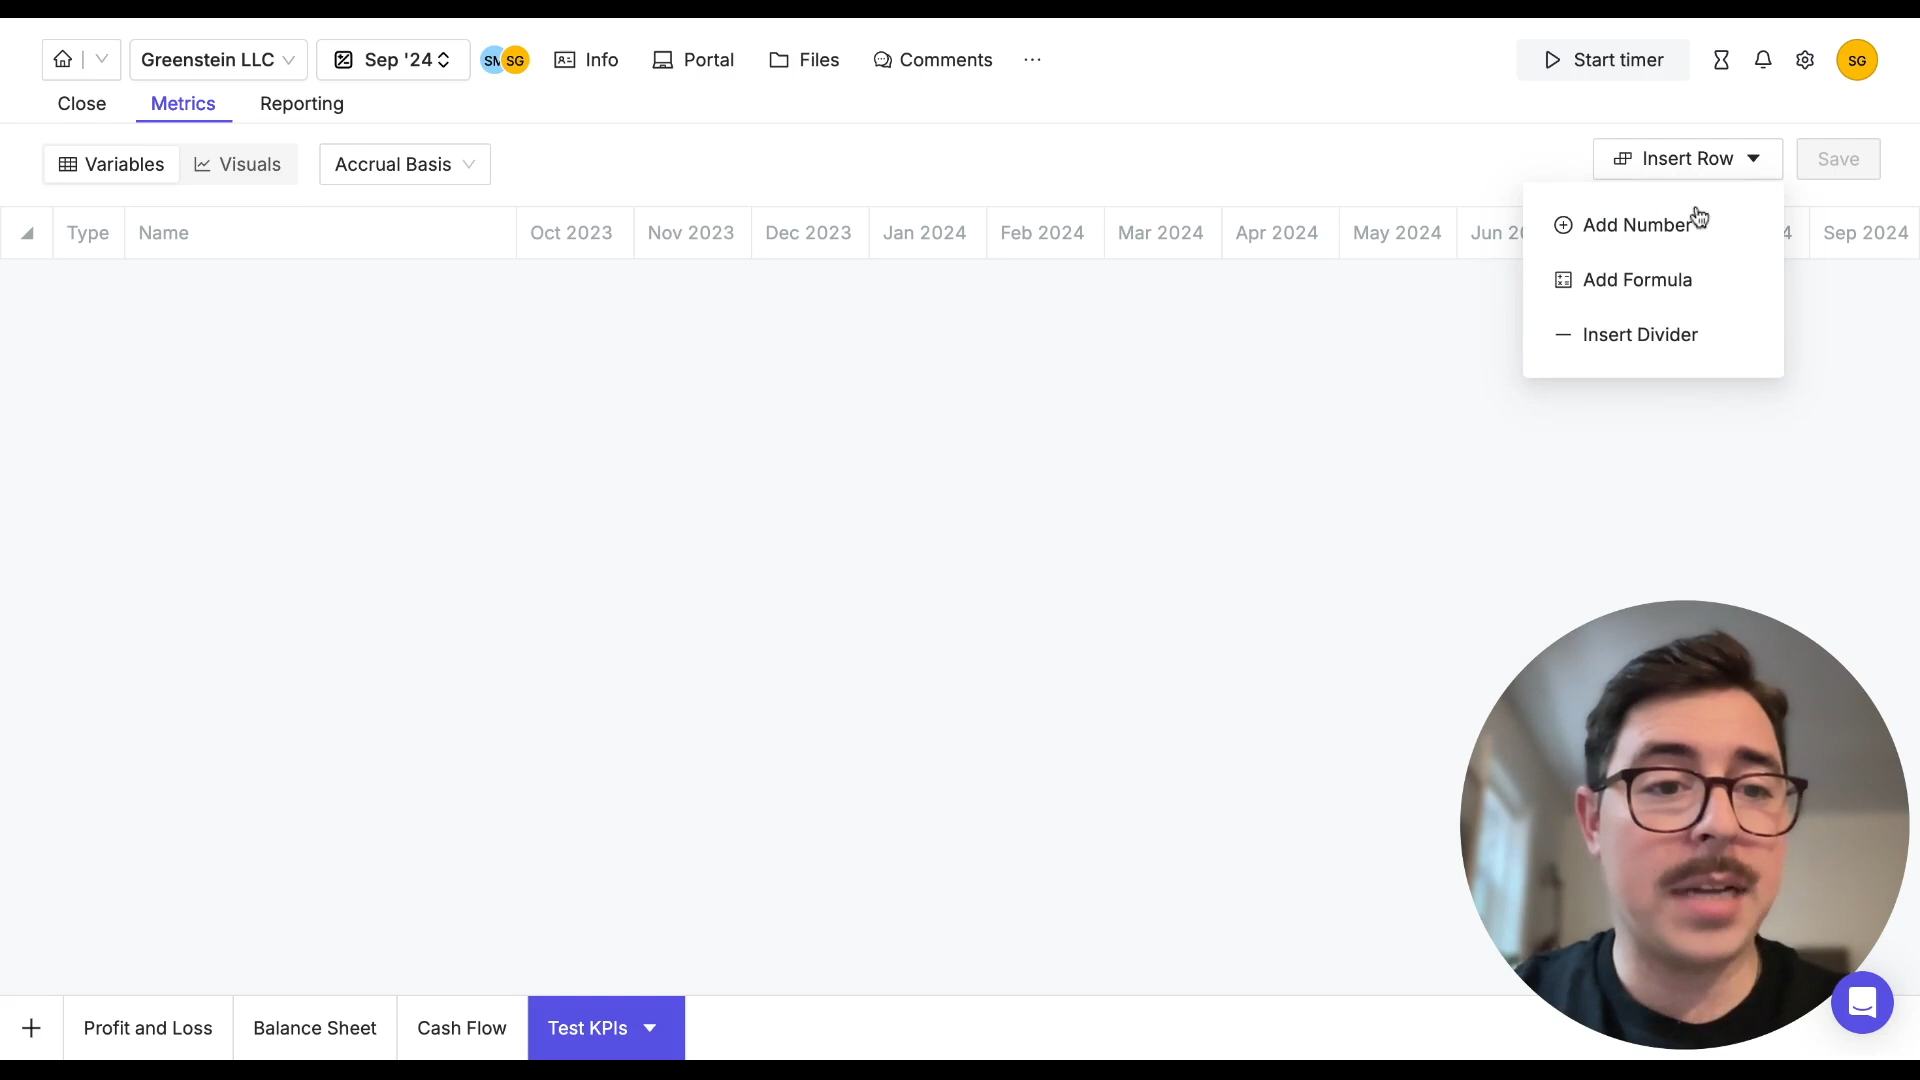 Greenstein LLC Sep '24 SG Info Portal Files Comments ... Start timer SG
Close Metrics Reporting
Variables Visuals Accrual Basis Insert Row Save
Type Name Oct 2023 Nov 2023 Dec 2023 Jan 2024 Feb 2024 Mar 2024 Apr 2024 May 2024 Jun 4 Sep 2024
Add Number
Add Formula
Insert Divider
Profit and Loss Balance Sheet Cash Flow Test KPIs